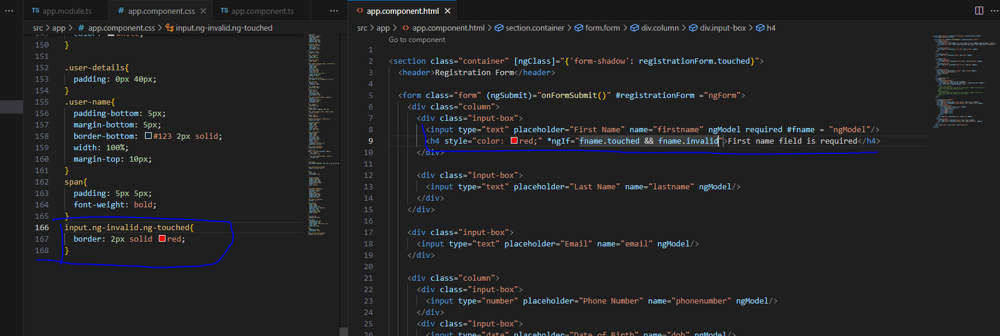 ··· TS app.module.ts # app.component.css × TS app.component.ts ···
src > app > # app.component.css > input.ng-invalid.ng-touched
149 color: white;
150 }
151
152 .user-details{
153 padding: 0px 40px;
154 }
155 .user-name{
156 padding-bottom: 5px;
157 margin-bottom: 5px;
158 border-bottom: #123 2px solid;
159 width: 100%;
160 margin-top: 10px;
161 }
162 span{
163 padding: 5px 5px;
164 font-weight: bold;
165 }
166 input.ng-invalid.ng-touched{
167 border: 2px solid red;
168 }
<> app.component.html × ···
src > app > <> app.component.html > section.container > form.form > div.column > div.input-box > h4
Go to component
1
2 <section class="container" [ngClass]="{'form-shadow': registrationForm.touched}">
3 <header>Registration Form</header>
4
5 <form class="form" (ngSubmit)="onFormSubmit()" #registrationForm ="ngForm">
6 <div class="column">
7 <div class="input-box">
8 <input type="text" placeholder="First Name" name="firstname" ngModel required #fname = "ngModel"/>
9 <h4 style="color: red;" *ngIf="fname.touched && fname.invalid">First name field is required</h4>
10 </div>
11
12 <div class="input-box">
13 <input type="text" placeholder="Last Name" name="lastname" ngModel/>
14 </div>
15 </div>
16
17 <div class="input-box">
18 <input type="text" placeholder="Email" name="email" ngModel/>
19 </div>
20
21 <div class="column">
22 <div class="input-box">
23 <input type="number" placeholder="Phone Number" name="phonenumber" ngModel/>
24 </div>
25 <div class="input-box">
26 <input type="date" placeholder="Date of Birth" name="dob" ngModel/>